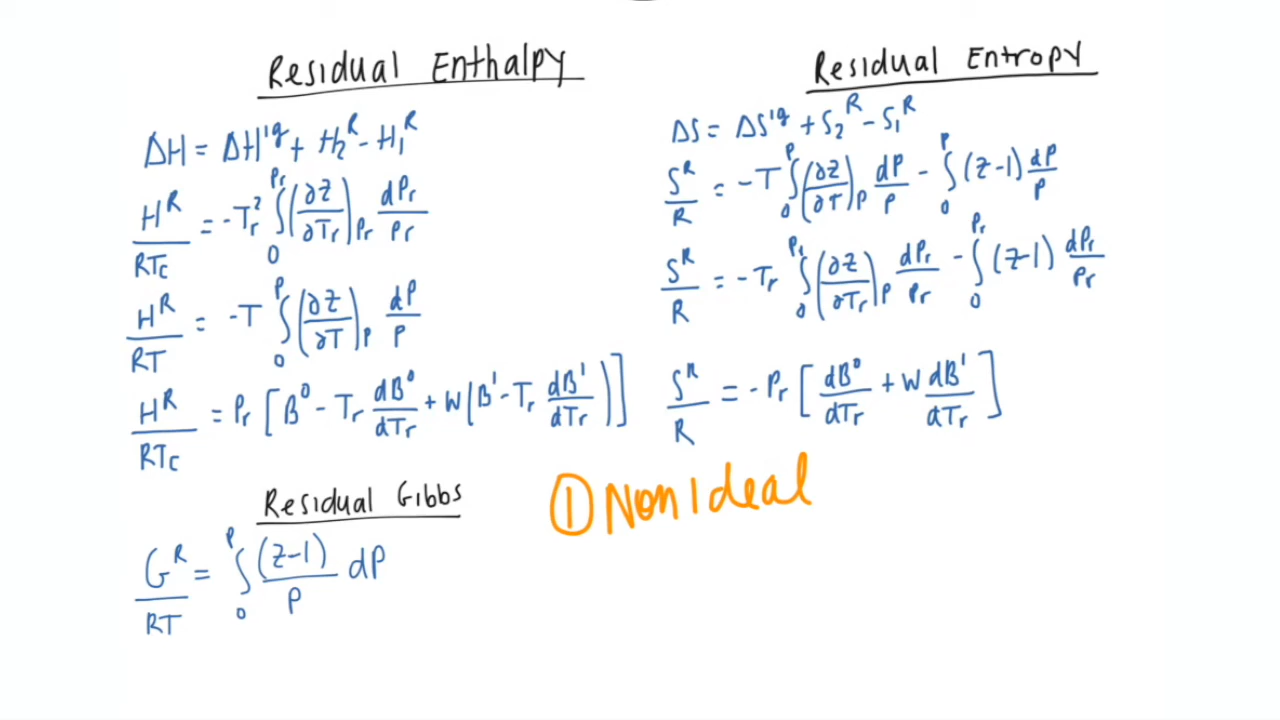 Residual Enthalpy
ΔH = ΔH^ig + H₂^R - H₁^R
H^R/RTc = -Tr² ∫₀^Pr (∂Z/∂Tr)_Pr dPr/Pr
H^R/RT = -T ∫₀^P (∂Z/∂T)_P dP/P
H^R/RTc = Pr [B⁰ - Tr dB⁰/dTr + W(B' - Tr dB'/dTr)]
Residual Gibbs
G^R/RT = ∫₀^P (Z-1)/P dP
Residual Entropy
ΔS = ΔS^ig + S₂^R - S₁^R
S^R/R = -T ∫₀^P (∂Z/∂T)_P dP/P - ∫₀^P (Z-1) dP/P
S^R/R = -Tr ∫₀^Pr (∂Z/∂Tr)_P dPr/Pr - ∫₀^Pr (Z-1) dPr/Pr
S^R/R = -Pr [dB⁰/dTr + W dB'/dTr]
① Non Ideal